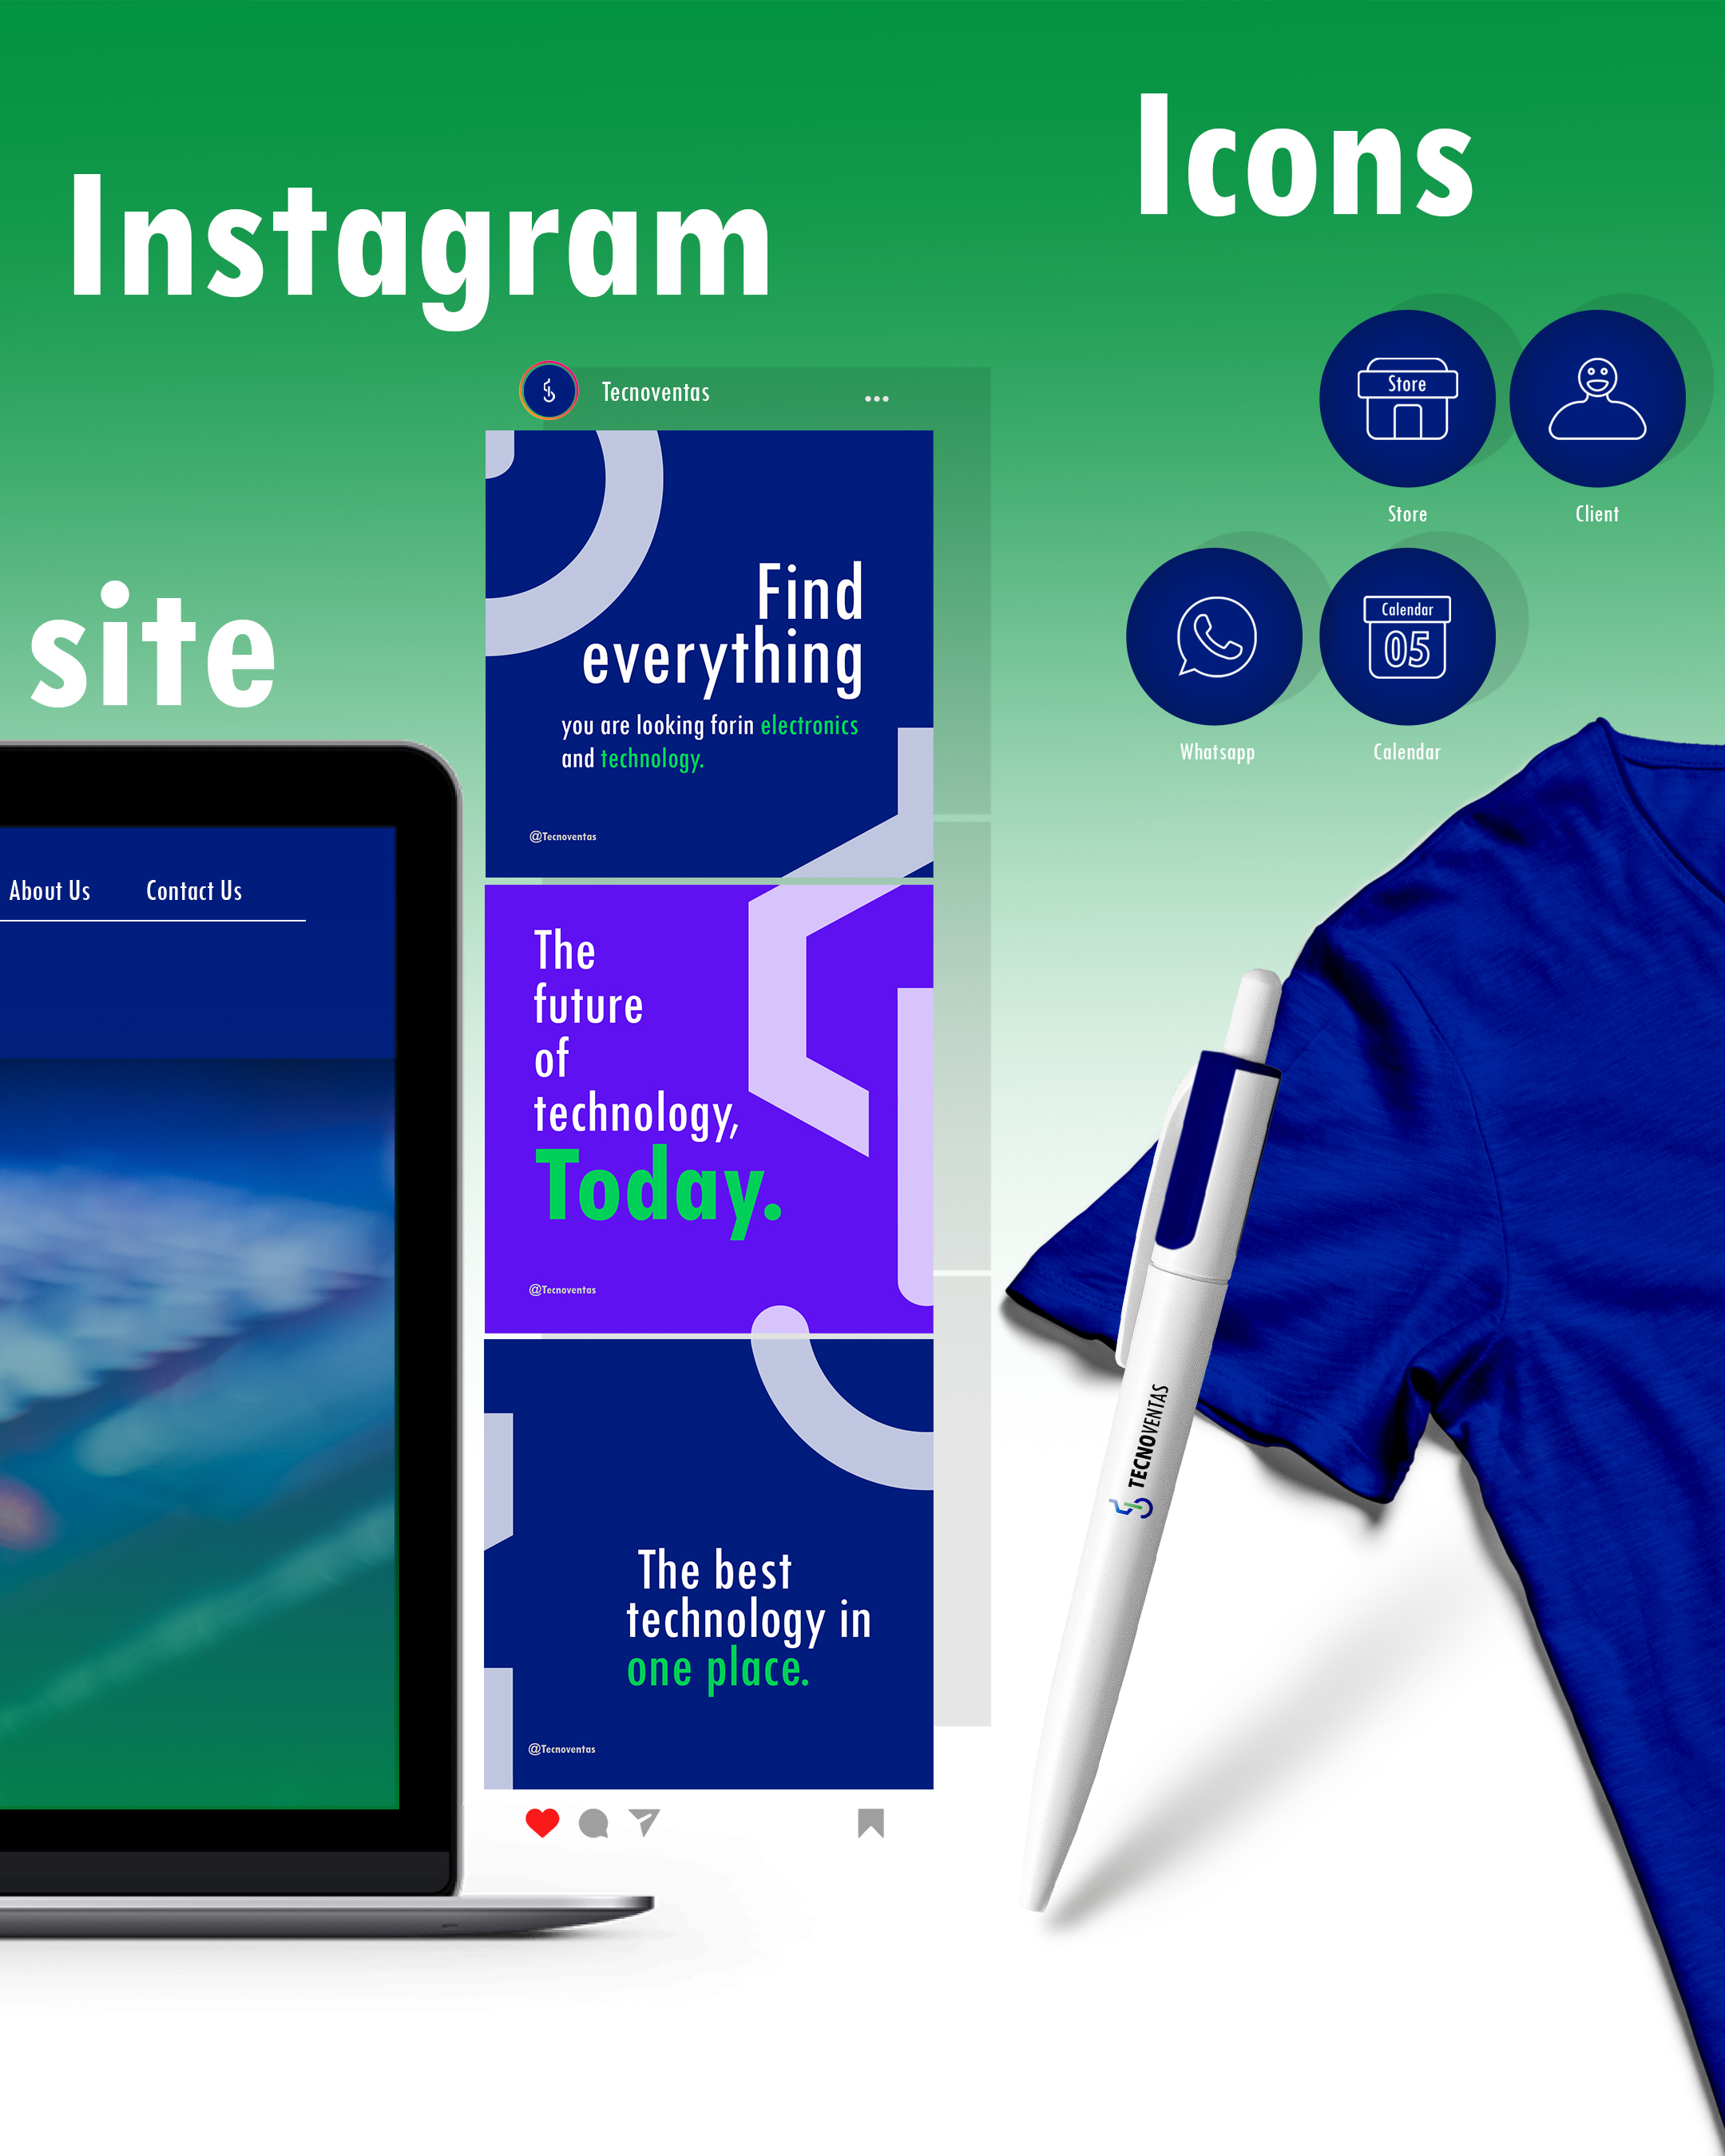 Instagram
Icons
site
About Us
Contact Us
Tecnoventas
Find
everything
you are looking forin electronics
and technology.
@Tecnoventas
The
future
of
technology,
Today.
@Tecnoventas
The best
technology in
one place.
@Tecnoventas
Store
Store
Client
Calendar
05
Whatsapp
Calendar
TECNOVENTAS